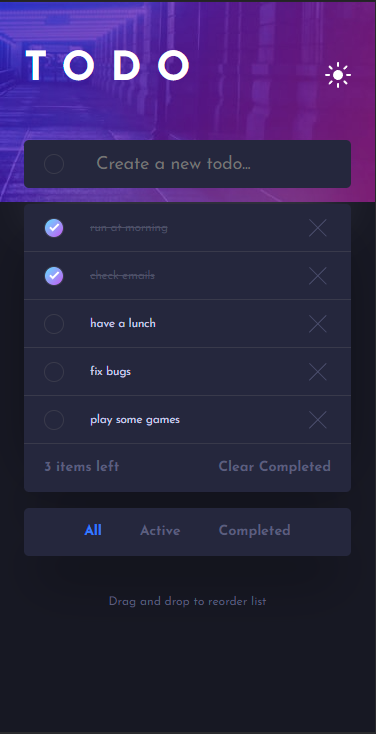 TODO
Create a new todo...
run at morning
check emails
have a lunch
fix bugs
play some games
3 items left Clear Completed
All Active Completed
Drag and drop to reorder list